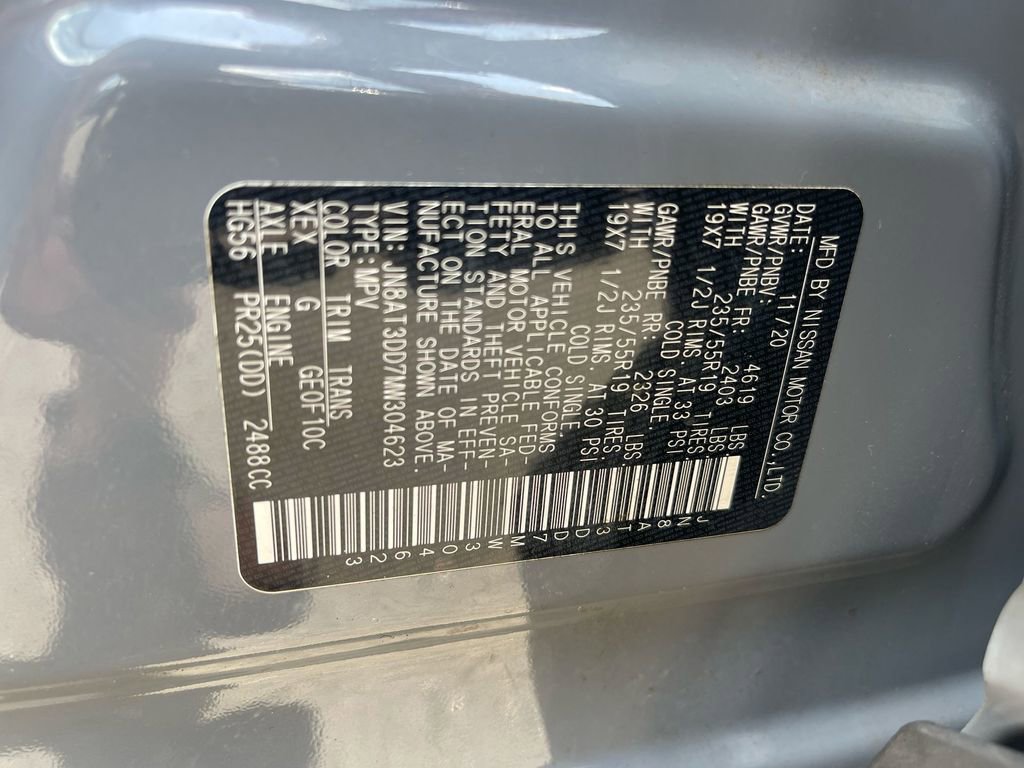 MFD BY NISSAN MOTOR CO.,LTD.
DATE: 11/20
GVWR/PNBV: 4619 LBS
GAWR/PNBE FR: 2403 LBS
WITH 235/55R19 TIRES
19X7 1/2J RIMS. AT 33 PSI
COLD SINGLE
GAWR/PNBE RR: 2326 LBS.
WITH 235/55R19 TIRES
19X7 1/2J RIMS. AT 30 PSI
COLD SINGLE.
THIS VEHICLE CONFORMS
TO ALL APPLICABLE FED-
ERAL MOTOR VEHICLE SA-
FETY AND THEFT PREVEN-
TION STANDARDS IN EFF-
ECT ON THE DATE OF MA-
NUFACTURE SHOWN ABOVE.
VIN: JN8AT3DD7MW304623
TYPE:MPV
COLOR TRIM TRANS
XEX G GE0F10C
AXLE ENGINE
HG56 PR25(DD) 2488CC
JN8AT3DD7MW304623